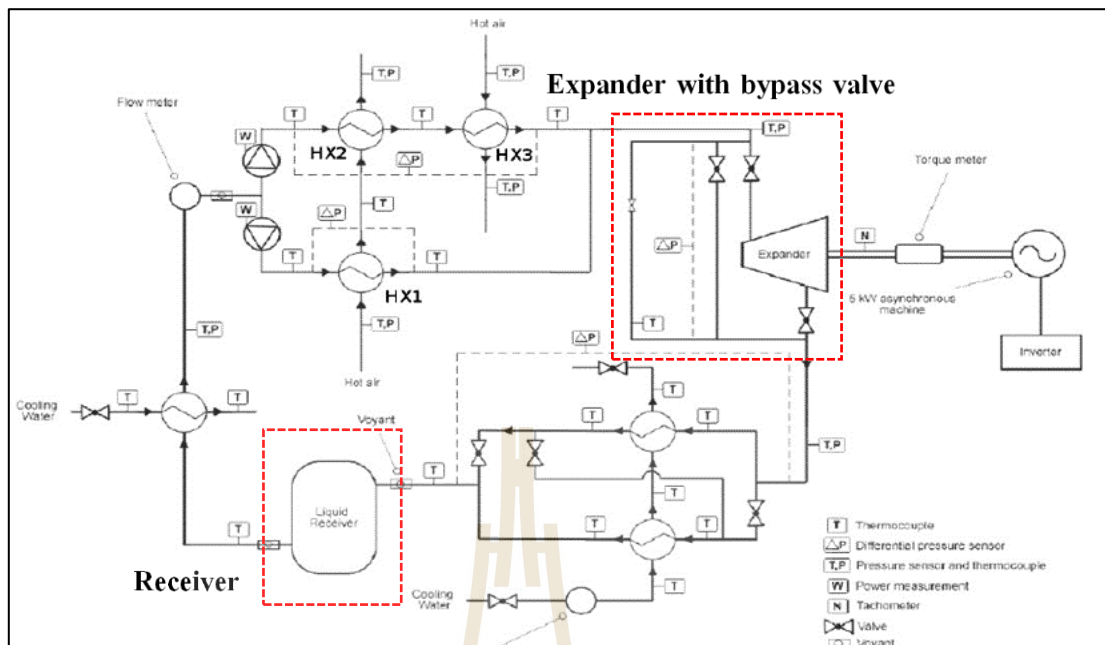 Hot air
T,P
T,P
Expander with bypass valve
Flow meter
W
T
T
T
T,P
HX2
HX3
Torque meter
ΔP
T,P
W
T
N
ΔP
ΔP
Expander
T
T
HX1
5 kW asynchronous
machine
T
T,P
T,P
Inverter
ΔP
Hot air
T
Cooling
Water
T
T
Voyant
T
T
T,P
T
T
Liquid
Receiver
T
T
T
T
Receiver
T
Cooling
Water
T Thermocouple
ΔP Differential pressure sensor
T,P Pressure sensor and thermocouple
W Power measurement
N Tachometer
Valve
Voyant